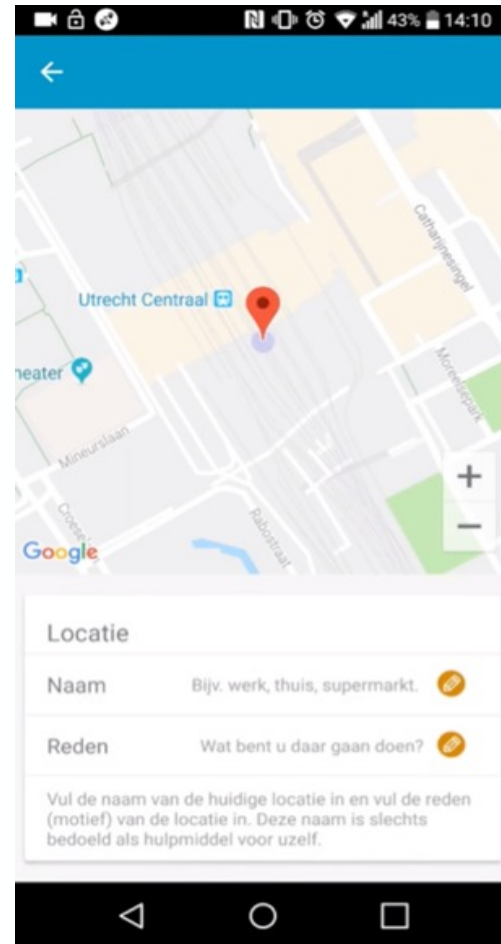 43% 14:10
Catharijnesingel
Utrecht Centraal
Moreelsepark
heater
Mineurslaan
Croeselaan
Rabostraat
+
−
Google
Locatie
Naam Bijv. werk, thuis, supermarkt.
Reden Wat bent u daar gaan doen?
Vul de naam van de huidige locatie in en vul de reden
(motief) van de locatie in. Deze naam is slechts
bedoeld als hulpmiddel voor uzelf.